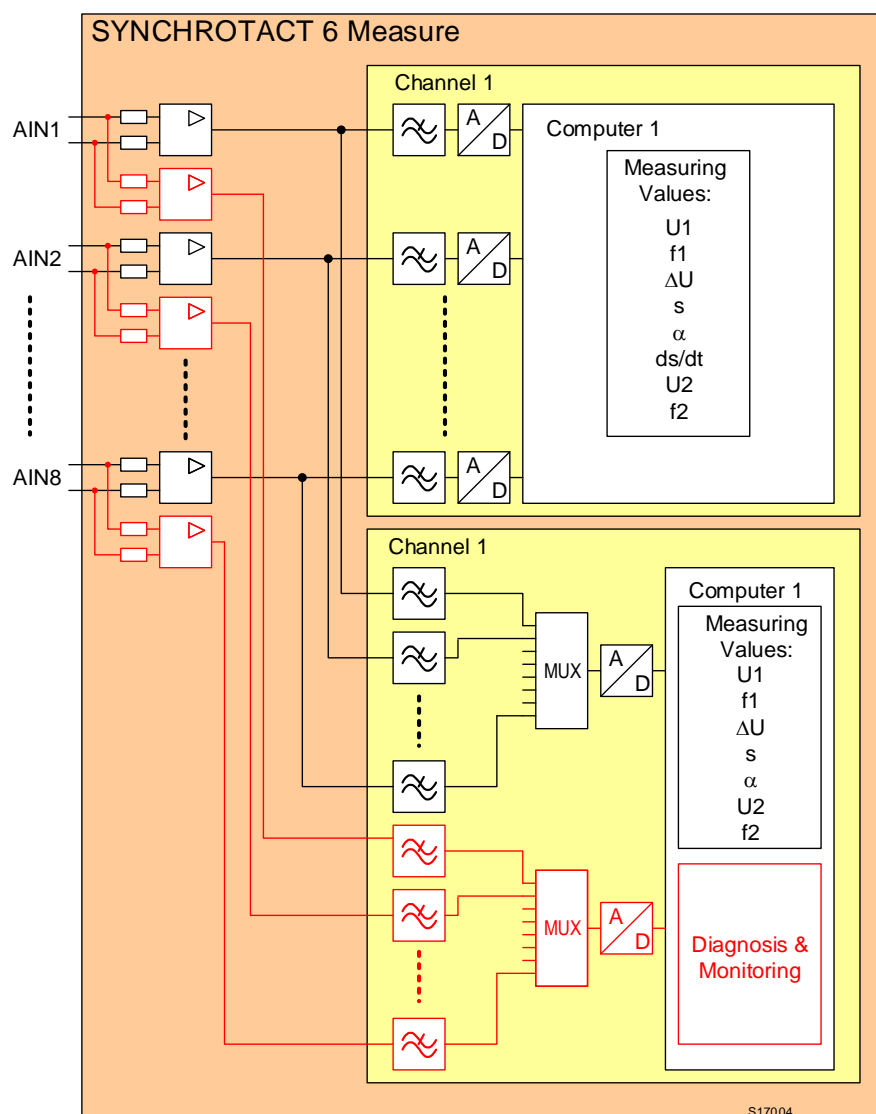 SYNCHROTACT 6 Measure
Channel 1
AIN1
A
D
Computer 1
Measuring
Values:
U1
f1
ΔU
s
α
ds/dt
U2
f2
AIN2
A
D
AIN8
A
D
Channel 1
Computer 1
Measuring
Values:
U1
f1
ΔU
s
α
U2
f2
MUX
A
D
MUX
A
D
Diagnosis &
Monitoring
S17004